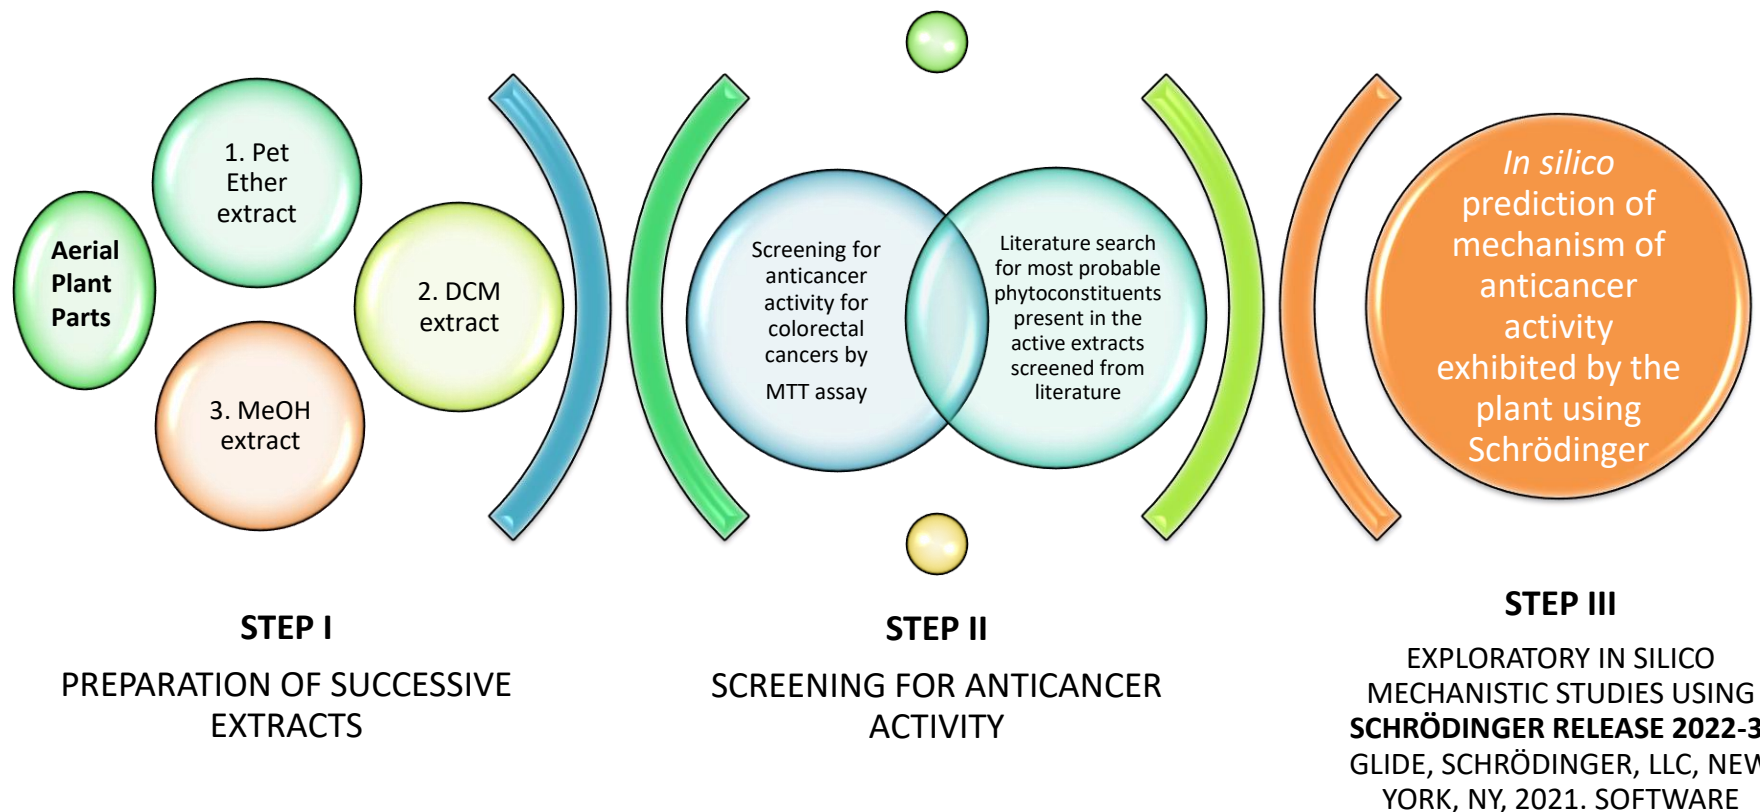 Aerial
Plant
Parts
1. Pet
Ether
extract
2. DCM
extract
3. MeOH
extract
Screening for
anticancer
activity for
colorectal
cancers by
MTT assay
Literature search
for most probable
phytoconstituents
present in the
active extracts
screened from
literature
In silico
prediction of
mechanism of
anticancer
activity
exhibited by the
plant using
Schrödinger
STEP I
PREPARATION OF SUCCESSIVE
EXTRACTS
STEP II
SCREENING FOR ANTICANCER
ACTIVITY
STEP III
EXPLORATORY IN SILICO
MECHANISTIC STUDIES USING
SCHRÖDINGER RELEASE 2022-3
GLIDE, SCHRÖDINGER, LLC, NEW
YORK, NY, 2021. SOFTWARE